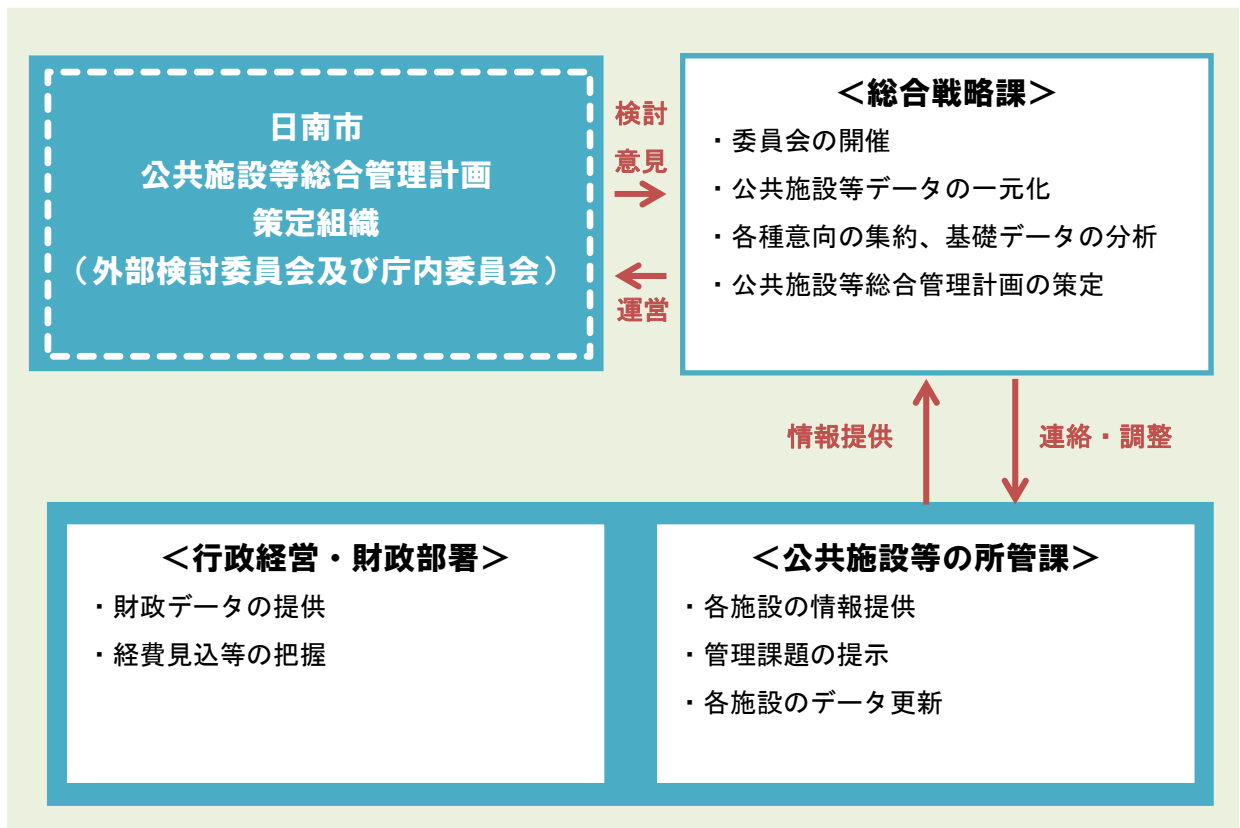 日南市
公共施設等総合管理計画
策定組織
（外部検討委員会及び庁内委員会）
検討
意見
運営
＜総合戦略課＞
・委員会の開催
・公共施設等データの一元化
・各種意向の集約、基礎データの分析
・公共施設等総合管理計画の策定
情報提供
連絡・調整
＜行政経営・財政部署＞
・財政データの提供
・経費見込等の把握
＜公共施設等の所管課＞
・各施設の情報提供
・管理課題の提示
・各施設のデータ更新